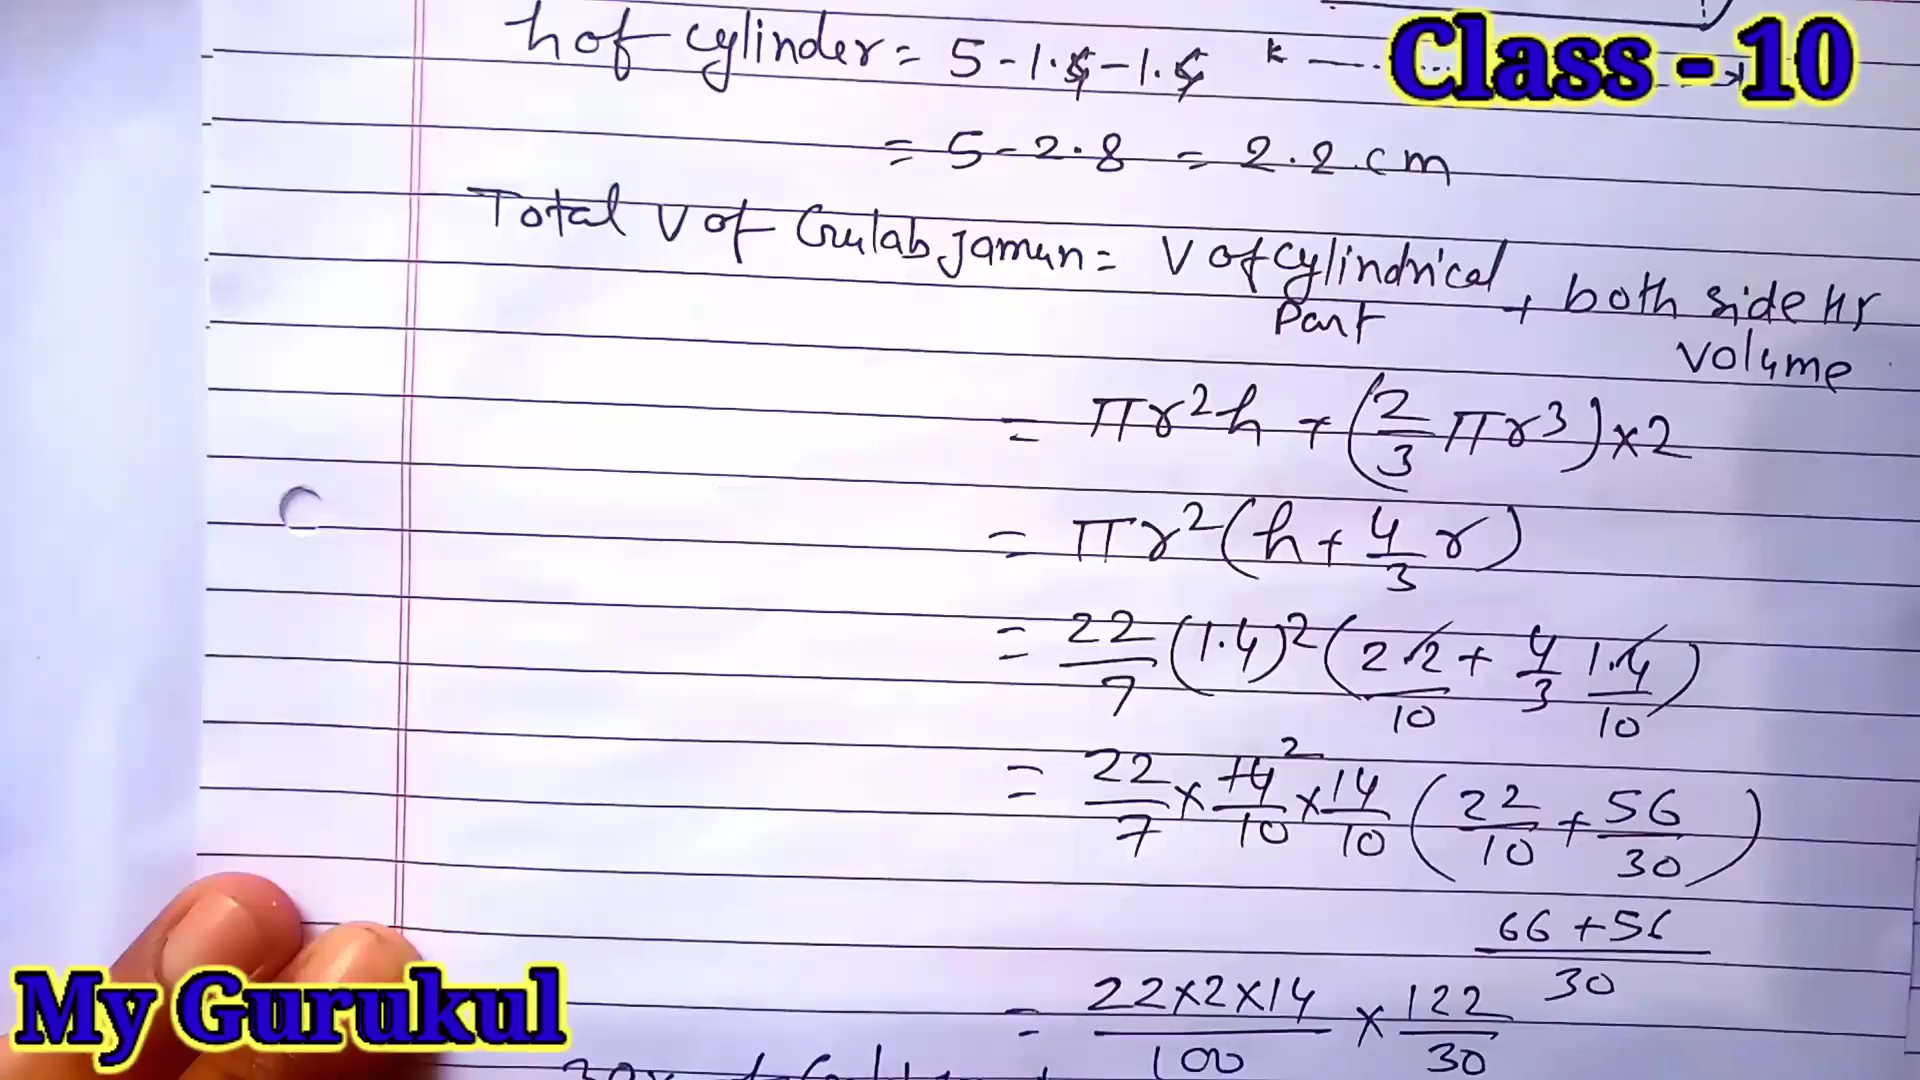 Class - 10
h of cylinder = 5 - 1.4 - 1.4
= 5 - 2.8 = 2.2 cm
Total V of Gulab jamun = V of cylindrical Part + both side Hr volume
= πr²h + (2/3 πr³) × 2
= πr²(h + 4/3 r)
= 22/7 (1.4)² (22/10 + 4/3 14/10)
= 22/7 × 14/10 × 14/10 (22/10 + 56/30)
2
66 + 56 / 30
= 22×2×14 / 100 × 122/30
My Gurukul